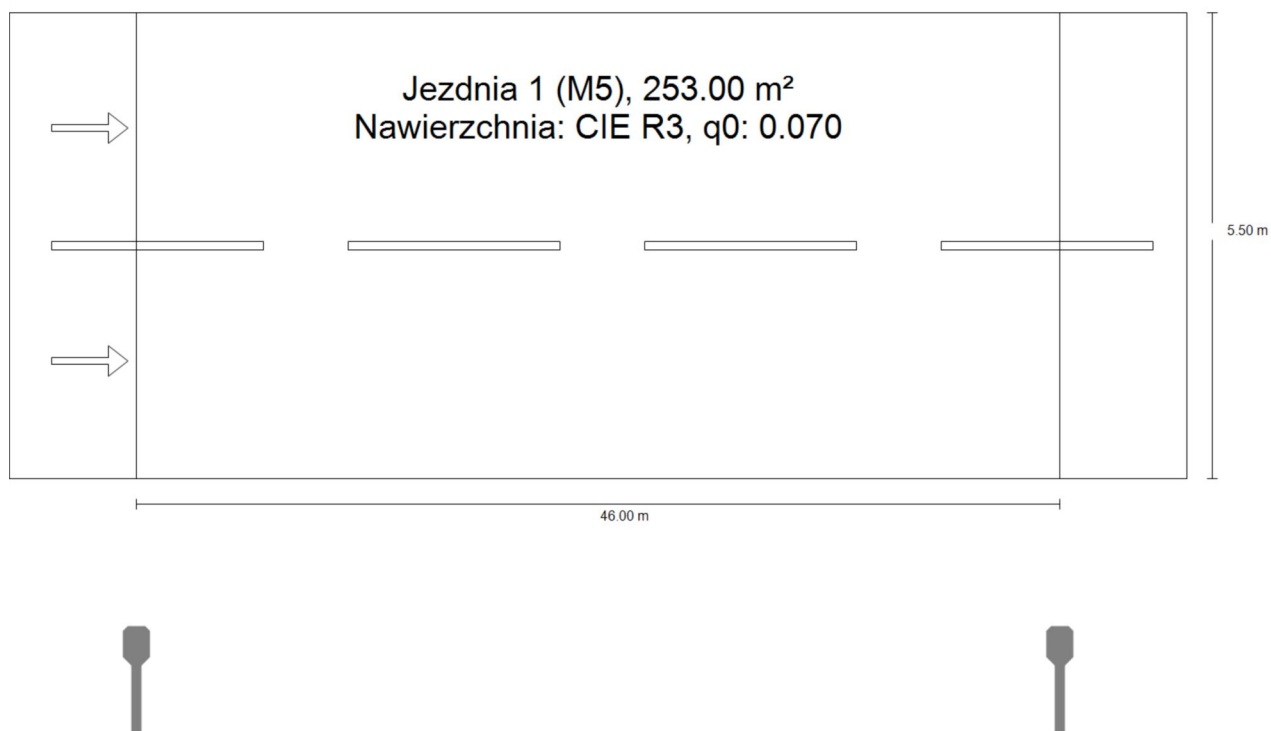 Jezdnia 1 (M5), 253.00 m²
Nawierzchnia: CIE R3, q0: 0.070
5.50 m
46.00 m